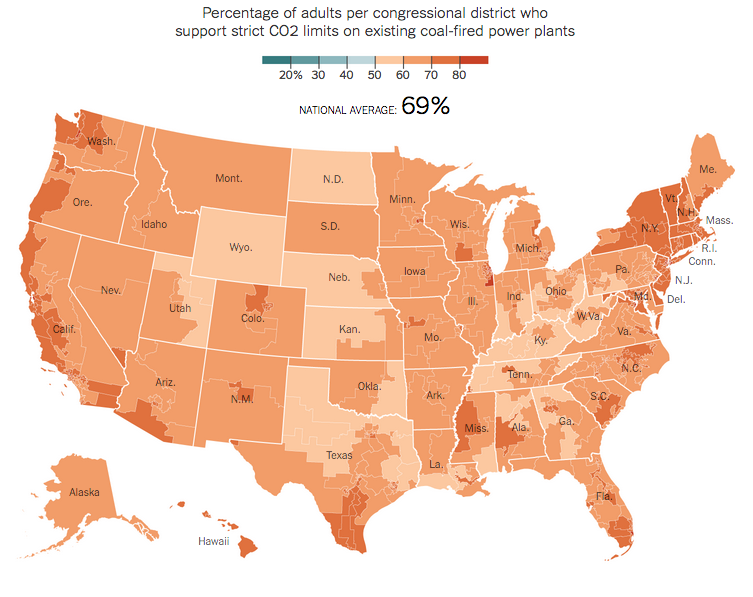 Percentage of adults per congressional district who
support strict CO2 limits on existing coal-fired power plants
20% 30 40 50 60 70 80
NATIONAL AVERAGE: 69%
Wash.
Mont.
N.D.
Minn.
Me.
Ore.
Idaho
S.D.
Wis.
Mich.
Vt.
N.H.
N.Y.
Mass.
R.I.
Conn.
Wyo.
Iowa
Neb.
Nev.
Utah
Colo.
Ill.
Ind.
Ohio
Pa.
N.J.
Md.
Del.
Calif.
Kan.
Mo.
Ky.
W.Va.
Va.
Ariz.
N.M.
Okla.
Ark.
Tenn.
N.C.
S.C.
Texas
La.
Miss.
Ala.
Ga.
Fla.
Alaska
Hawaii